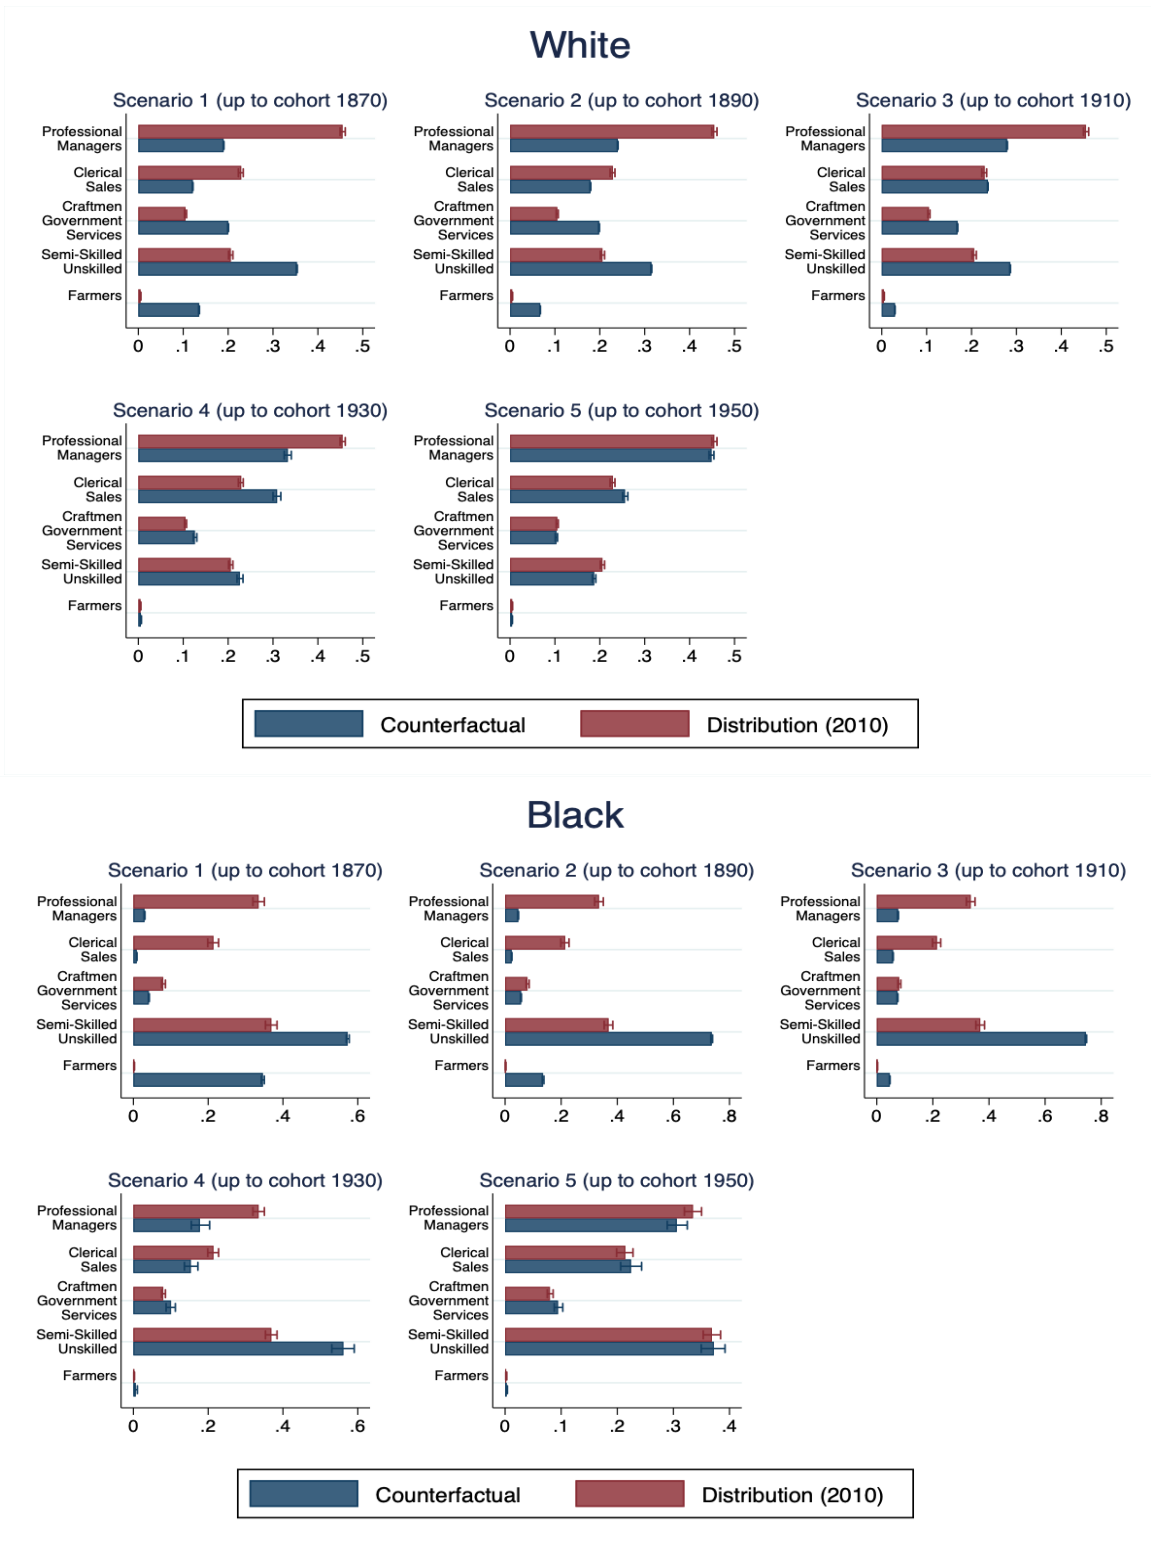 White
Scenario 1 (up to cohort 1870)
Professional
Managers
Clerical
Sales
Craftmen
Government
Services
Semi-Skilled
Unskilled
Farmers
0 .1 .2 .3 .4 .5
Scenario 2 (up to cohort 1890)
Professional
Managers
Clerical
Sales
Craftmen
Government
Services
Semi-Skilled
Unskilled
Farmers
0 .1 .2 .3 .4 .5
Scenario 3 (up to cohort 1910)
Professional
Managers
Clerical
Sales
Craftmen
Government
Services
Semi-Skilled
Unskilled
Farmers
0 .1 .2 .3 .4 .5
Scenario 4 (up to cohort 1930)
Professional
Managers
Clerical
Sales
Craftmen
Government
Services
Semi-Skilled
Unskilled
Farmers
0 .1 .2 .3 .4 .5
Scenario 5 (up to cohort 1950)
Professional
Managers
Clerical
Sales
Craftmen
Government
Services
Semi-Skilled
Unskilled
Farmers
0 .1 .2 .3 .4 .5
Counterfactual Distribution (2010)
Black
Scenario 1 (up to cohort 1870)
Professional
Managers
Clerical
Sales
Craftmen
Government
Services
Semi-Skilled
Unskilled
Farmers
0 .2 .4 .6
Scenario 2 (up to cohort 1890)
Professional
Managers
Clerical
Sales
Craftmen
Government
Services
Semi-Skilled
Unskilled
Farmers
0 .2 .4 .6 .8
Scenario 3 (up to cohort 1910)
Professional
Managers
Clerical
Sales
Craftmen
Government
Services
Semi-Skilled
Unskilled
Farmers
0 .2 .4 .6 .8
Scenario 4 (up to cohort 1930)
Professional
Managers
Clerical
Sales
Craftmen
Government
Services
Semi-Skilled
Unskilled
Farmers
0 .2 .4 .6
Scenario 5 (up to cohort 1950)
Professional
Managers
Clerical
Sales
Craftmen
Government
Services
Semi-Skilled
Unskilled
Farmers
0 .1 .2 .3 .4
Counterfactual Distribution (2010)